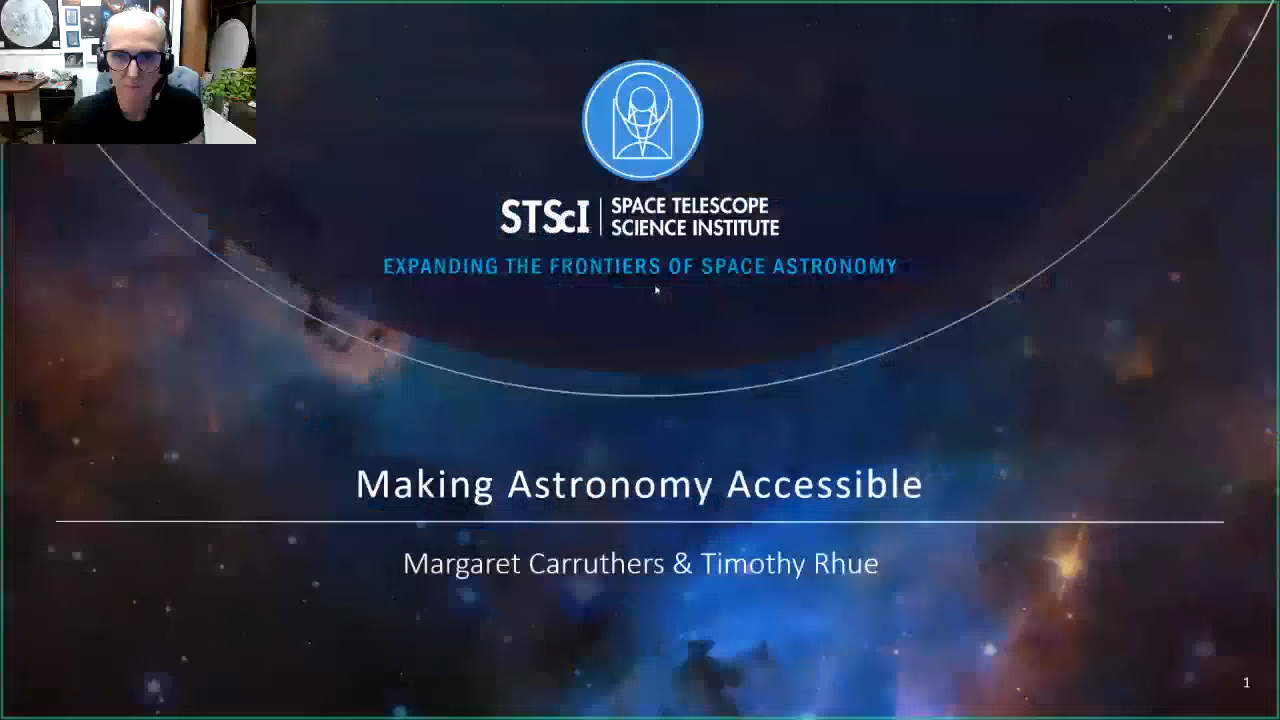 STScI
SPACE TELESCOPE
SCIENCE INSTITUTE
EXPANDING THE FRONTIERS OF SPACE ASTRONOMY
Making Astronomy Accessible
Margaret Carruthers & Timothy Rhue
1